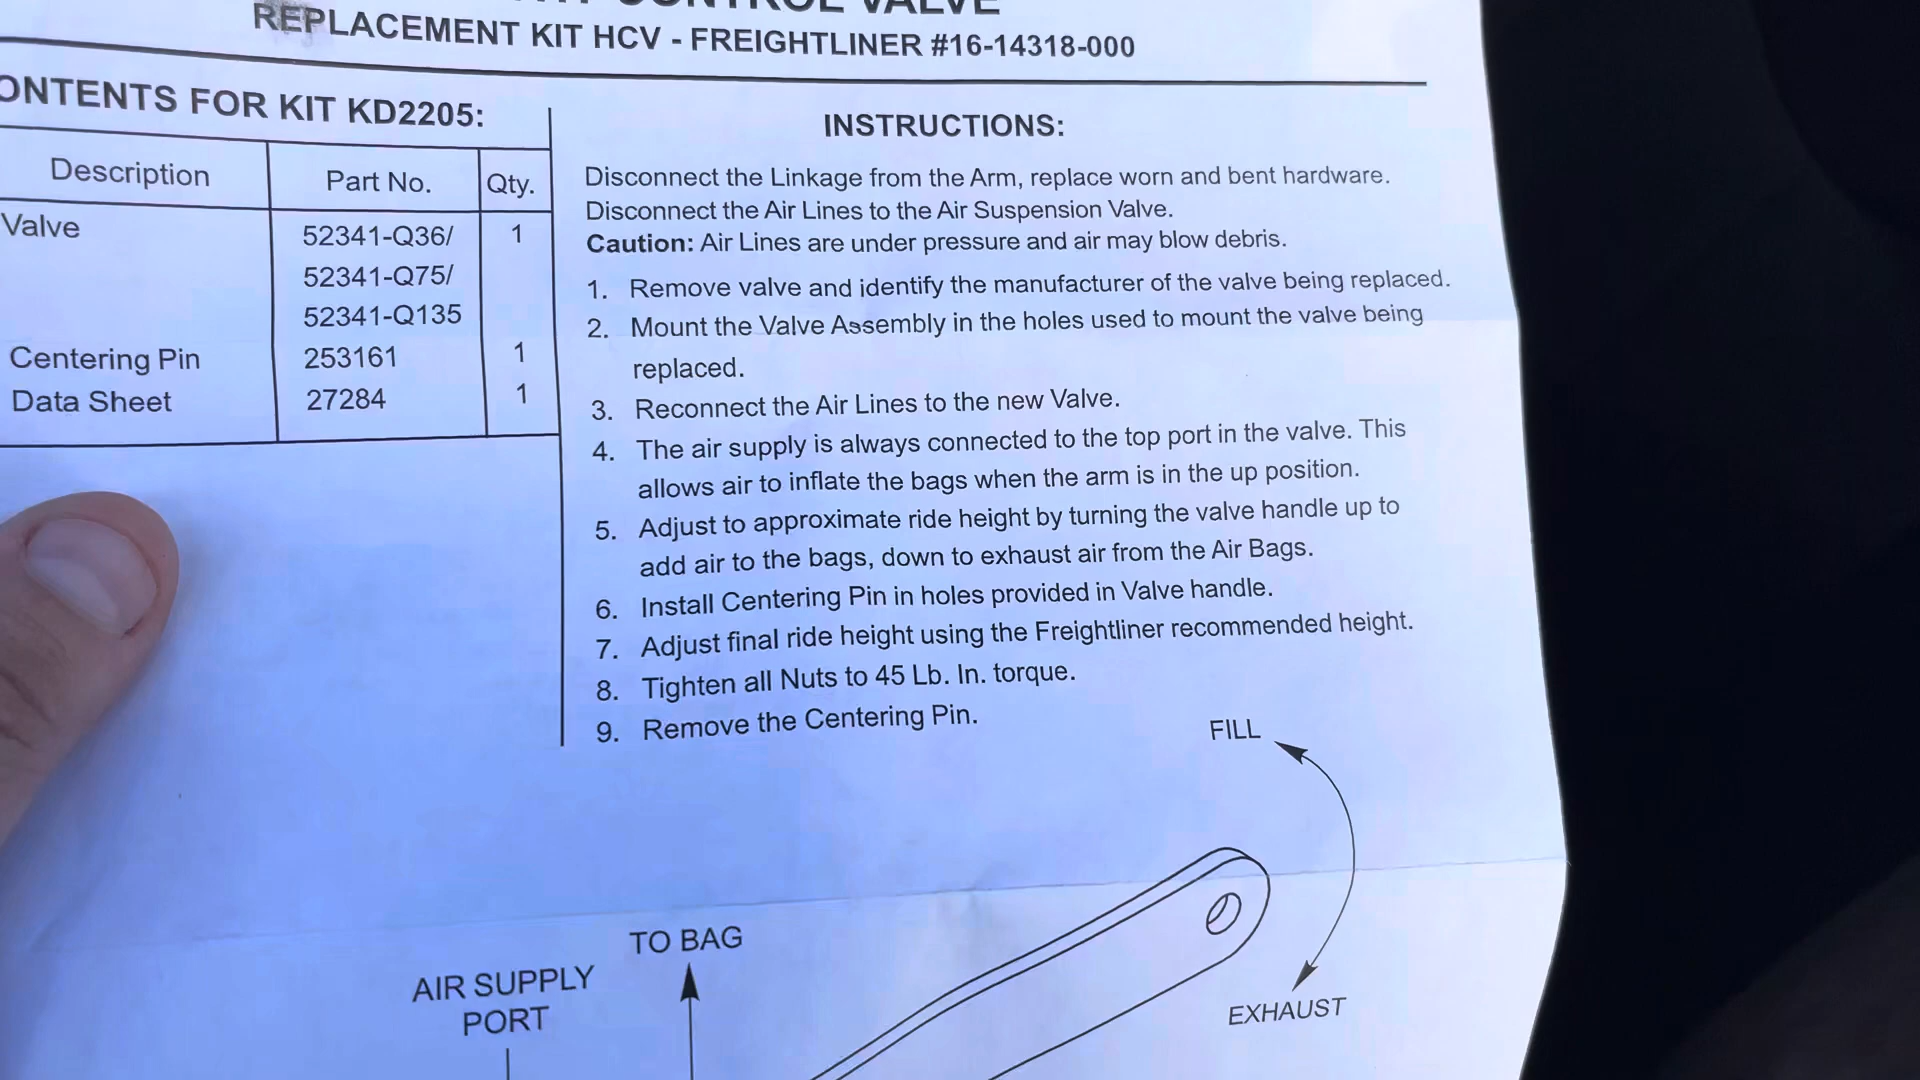 CONTROL VALVE
REPLACEMENT KIT HCV - FREIGHTLINER #16-14318-000
CONTENTS FOR KIT KD2205:
Description Part No. Qty.
Valve 52341-Q36/ 1
52341-Q75/
52341-Q135
Centering Pin 253161 1
Data Sheet 27284 1
INSTRUCTIONS:
Disconnect the Linkage from the Arm, replace worn and bent hardware.
Disconnect the Air Lines to the Air Suspension Valve.
Caution: Air Lines are under pressure and air may blow debris.
1. Remove valve and identify the manufacturer of the valve being replaced.
2. Mount the Valve Assembly in the holes used to mount the valve being
replaced.
3. Reconnect the Air Lines to the new Valve.
4. The air supply is always connected to the top port in the valve. This
allows air to inflate the bags when the arm is in the up position.
5. Adjust to approximate ride height by turning the valve handle up to
add air to the bags, down to exhaust air from the Air Bags.
6. Install Centering Pin in holes provided in Valve handle.
7. Adjust final ride height using the Freightliner recommended height.
8. Tighten all Nuts to 45 Lb. In. torque.
9. Remove the Centering Pin.
FILL
TO BAG
AIR SUPPLY
PORT
EXHAUST